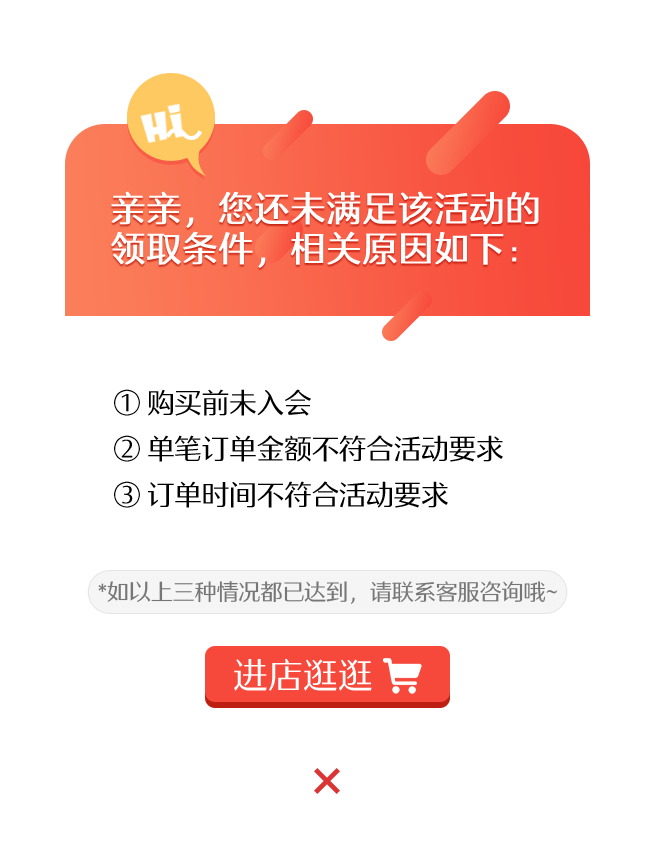 Hi
亲亲，您还未满足该活动的
领取条件，相关原因如下：
① 购买前未入会
② 单笔订单金额不符合活动要求
③ 订单时间不符合活动要求
*如以上三种情况都已达到，请联系客服咨询哦~
进店逛逛